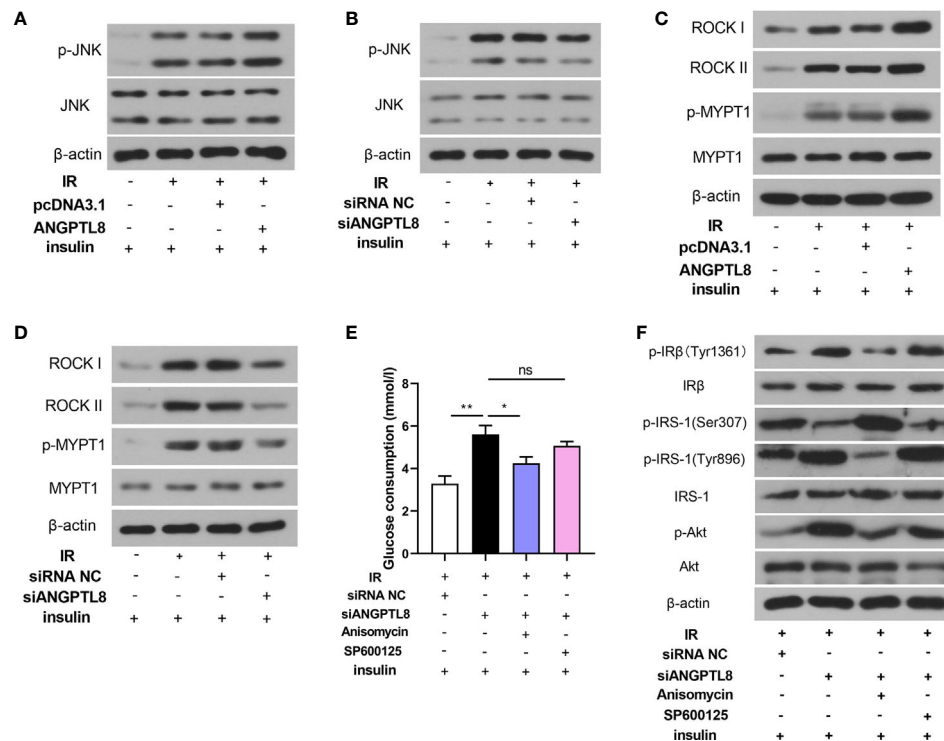 A
p-JNK
JNK
β-actin
IR - + + +
pcDNA3.1 - - + -
ANGPTL8 - - - +
insulin + + + +
B
p-JNK
JNK
β-actin
IR - + + +
siRNA NC - - + -
siANGPTL8 - - - +
insulin + + + +
C
ROCK I
ROCK II
p-MYPT1
MYPT1
β-actin
IR - + + +
pcDNA3.1 - - + -
ANGPTL8 - - - +
insulin + + + +
D
ROCK I
ROCK II
p-MYPT1
MYPT1
β-actin
IR - + + +
siRNA NC - - + -
siANGPTL8 - - - +
insulin + + + +
E
Glucose consumption (mmol/l)
8
6
4
2
0
** * ns
IR + + + +
siRNA NC + - - -
siANGPTL8 - + + +
Anisomycin - - + -
SP600125 - - - +
insulin + + + +
F
p-IRβ(Tyr1361)
IRβ
p-IRS-1(Ser307)
p-IRS-1(Tyr896)
IRS-1
p-Akt
Akt
β-actin
IR + + + +
siRNA NC + - - -
siANGPTL8 - + + +
Anisomycin - - + -
SP600125 - - - +
insulin + + + +